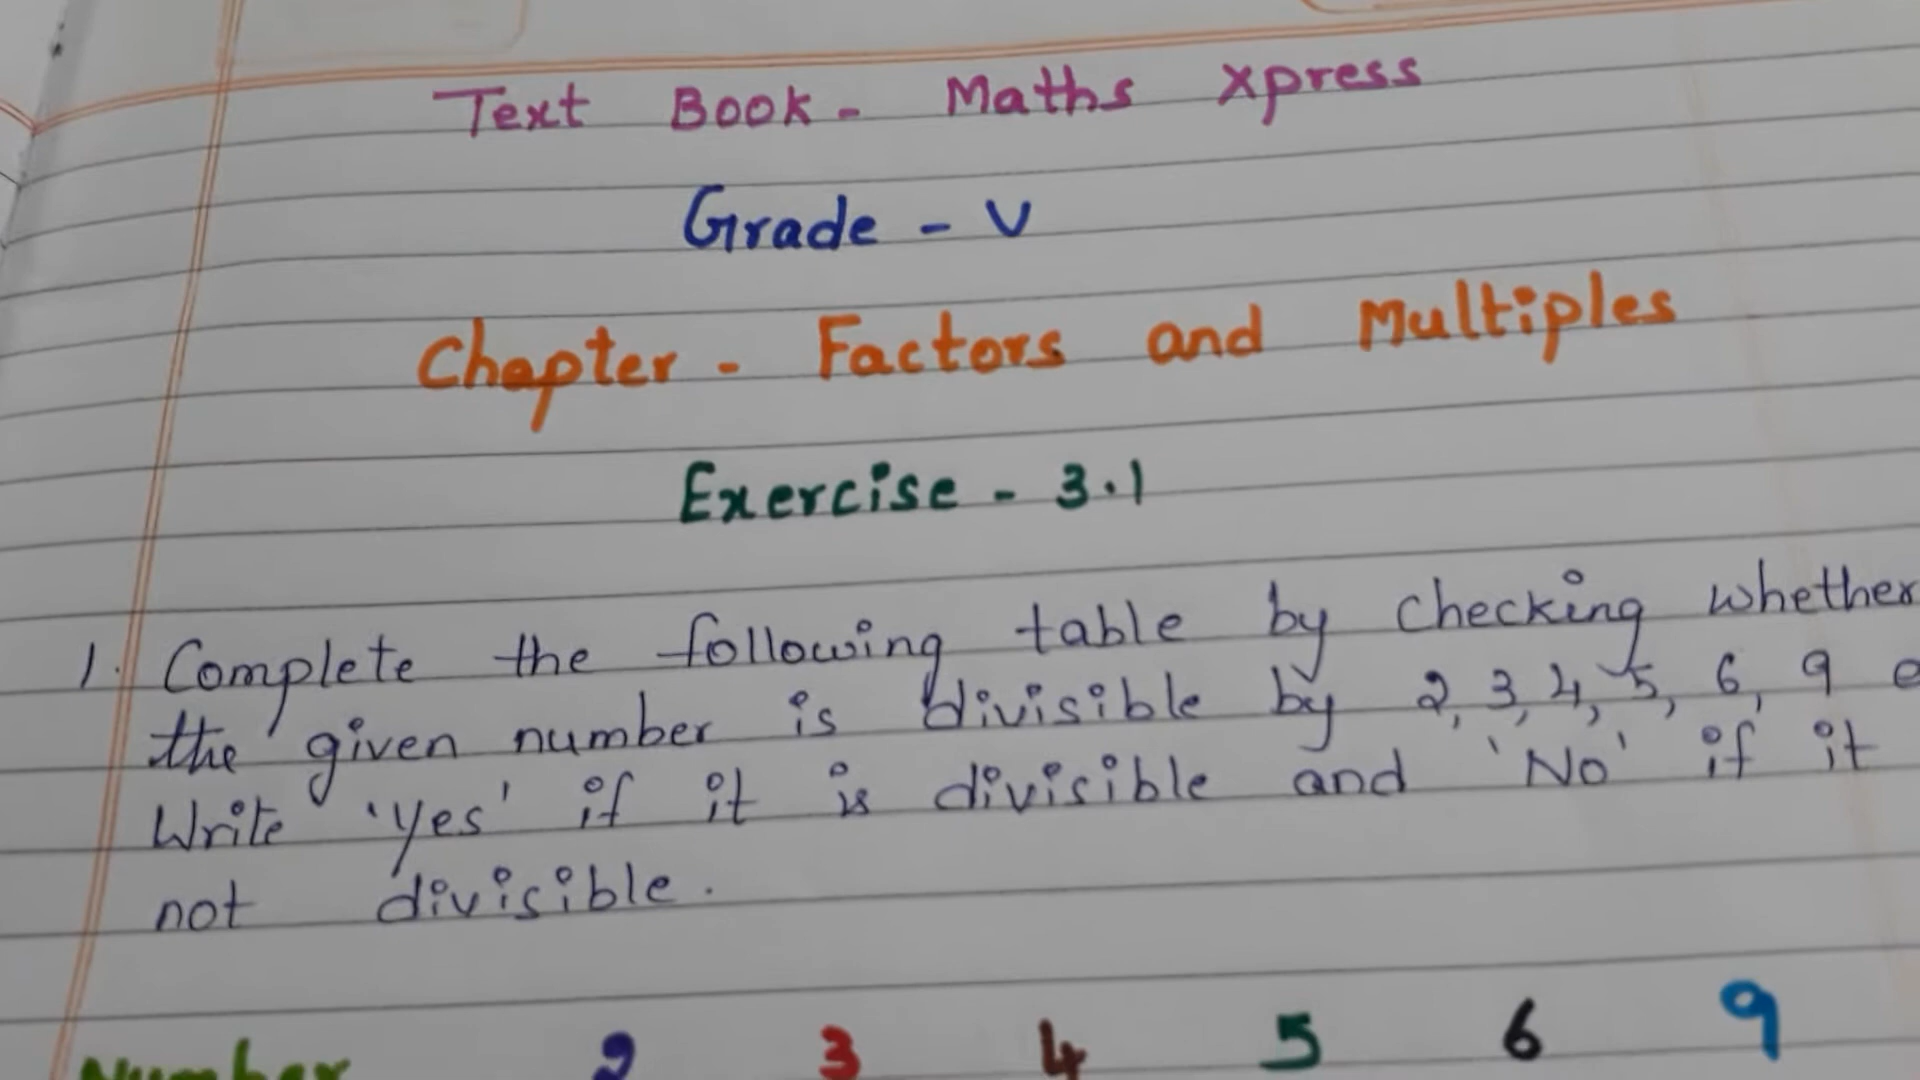 Text Book - Maths Xpress
Grade - V
Chapter - Factors and Multiples
Exercise - 3.1
1. Complete the following table by checking whether
the given number is divisible by 2, 3, 4, 5, 6, 9
Write 'yes' if it is divisible and 'No' if it
not divisible.
Number 2 3 4 5 6 9